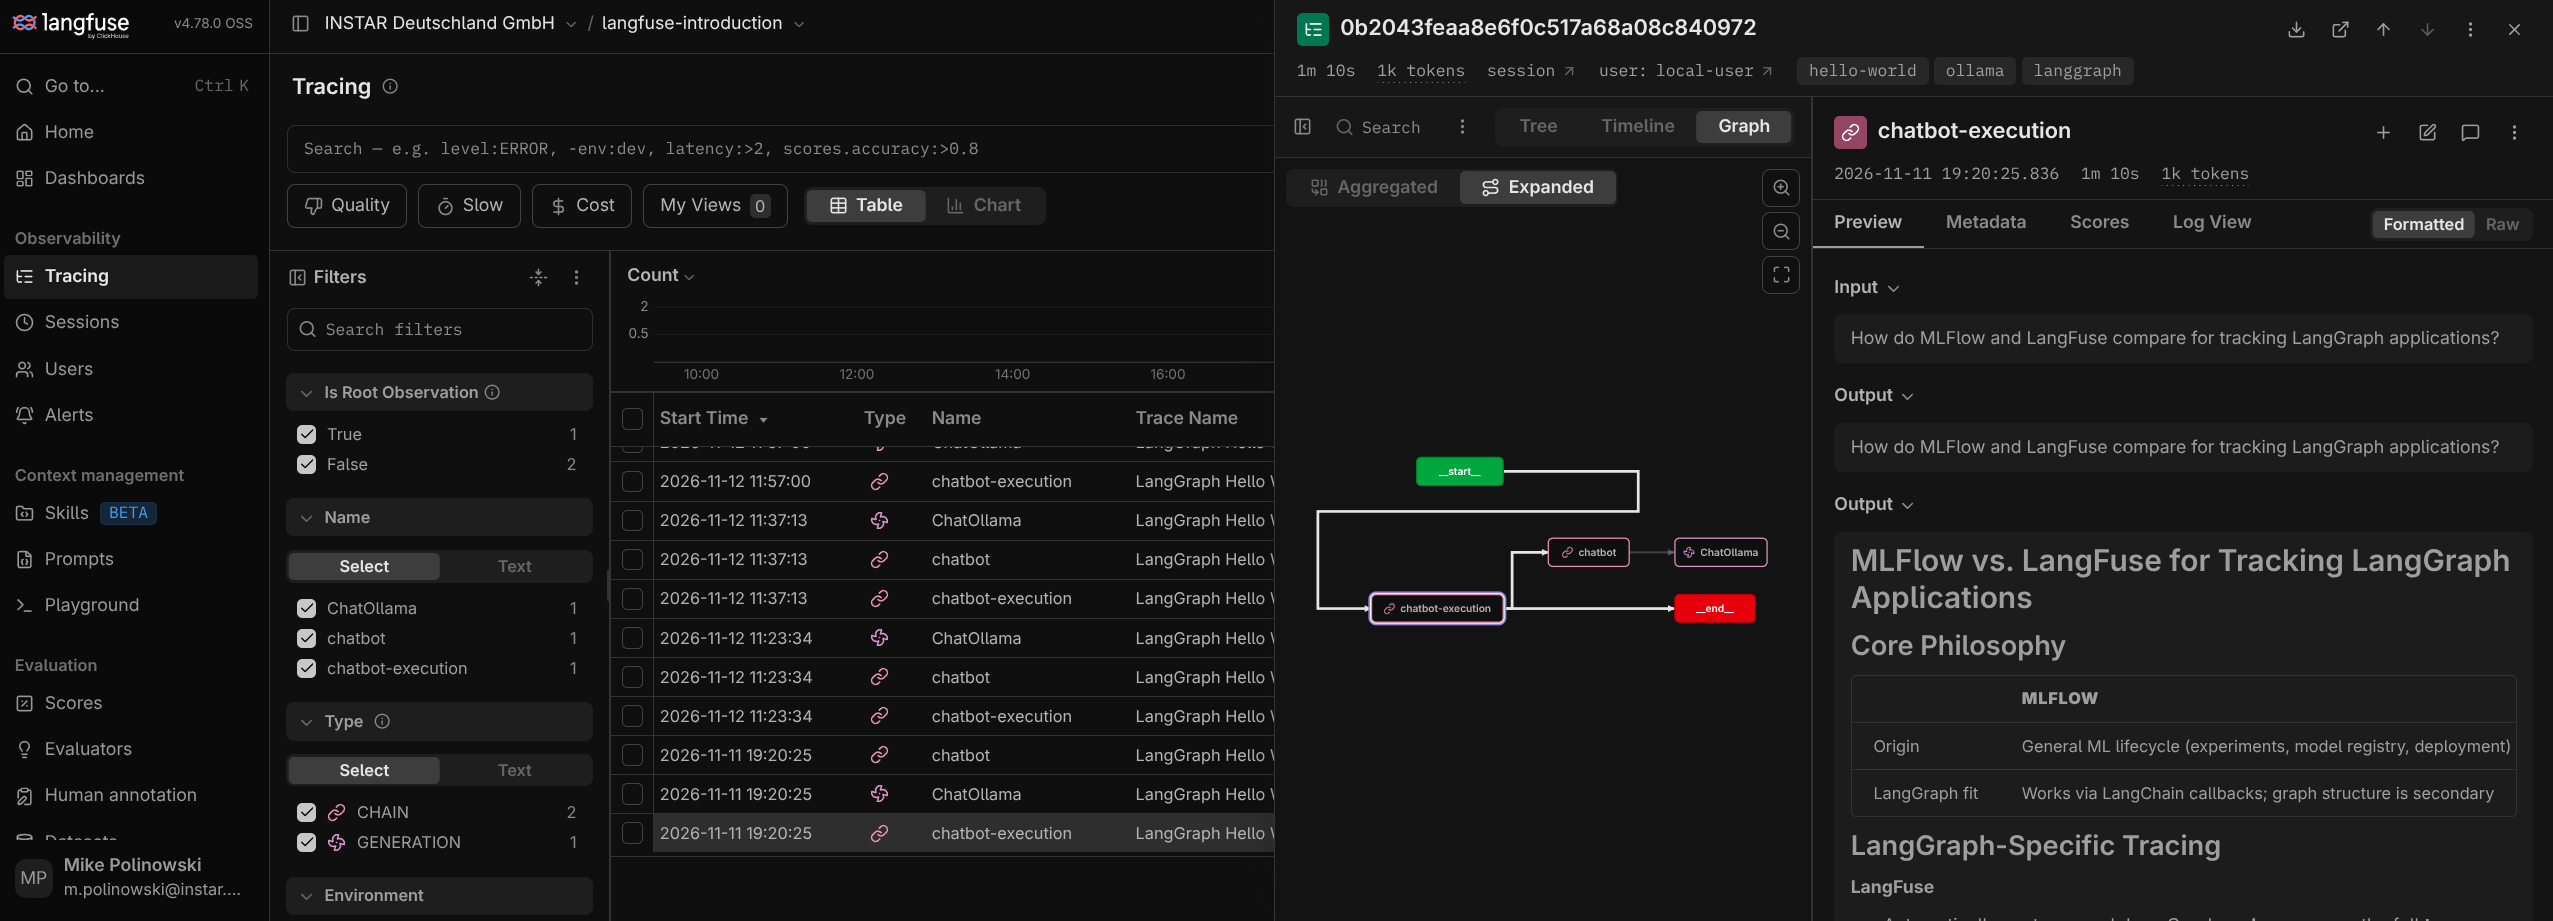 langfuse
by ClickHouse
v4.78.0 OSS
Go to...
Ctrl K
Home
Dashboards
Observability
Tracing
Sessions
Users
Alerts
Context management
Skills BETA
Prompts
Playground
Evaluation
Scores
Evaluators
Human annotation
Datasets
MP
Mike Polinowski
m.polinowski@instar....
INSTAR Deutschland GmbH / langfuse-introduction
Tracing
Search — e.g. level:ERROR, -env:dev, latency:>2, scores.accuracy:>0.8
Quality
Slow
Cost
My Views 0
Table
Chart
Filters
Search filters
Is Root Observation
True 1
False 2
Name
Select
Text
ChatOllama 1
chatbot 1
chatbot-execution 1
Type
Select
Text
CHAIN 2
GENERATION 1
Environment
Count
2
0.5
10:00 12:00 14:00 16:00
Start Time Type Name Trace Name
2026-11-12 11:57:00 chatbot-execution LangGraph Hello W
2026-11-12 11:37:13 ChatOllama LangGraph Hello W
2026-11-12 11:37:13 chatbot LangGraph Hello W
2026-11-12 11:37:13 chatbot-execution LangGraph Hello W
2026-11-12 11:23:34 ChatOllama LangGraph Hello W
2026-11-12 11:23:34 chatbot LangGraph Hello W
2026-11-12 11:23:34 chatbot-execution LangGraph Hello W
2026-11-11 19:20:25 chatbot LangGraph Hello W
2026-11-11 19:20:25 ChatOllama LangGraph Hello W
2026-11-11 19:20:25 chatbot-execution LangGraph Hello W
0b2043feaa8e6f0c517a68a08c840972
1m 10s 1k tokens session user: local-user hello-world ollama langgraph
Search
Tree
Timeline
Graph
Aggregated
Expanded
__start__
chatbot
ChatOllama
chatbot-execution
__end__
chatbot-execution
2026-11-11 19:20:25.836 1m 10s 1k tokens
Preview
Metadata
Scores
Log View
Formatted
Raw
Input
How do MLFlow and LangFuse compare for tracking LangGraph applications?
Output
How do MLFlow and LangFuse compare for tracking LangGraph applications?
Output
MLFlow vs. LangFuse for Tracking LangGraph
Applications
Core Philosophy
MLFLOW
Origin General ML lifecycle (experiments, model registry, deployment)
LangGraph fit Works via LangChain callbacks; graph structure is secondary
LangGraph-Specific Tracing
LangFuse